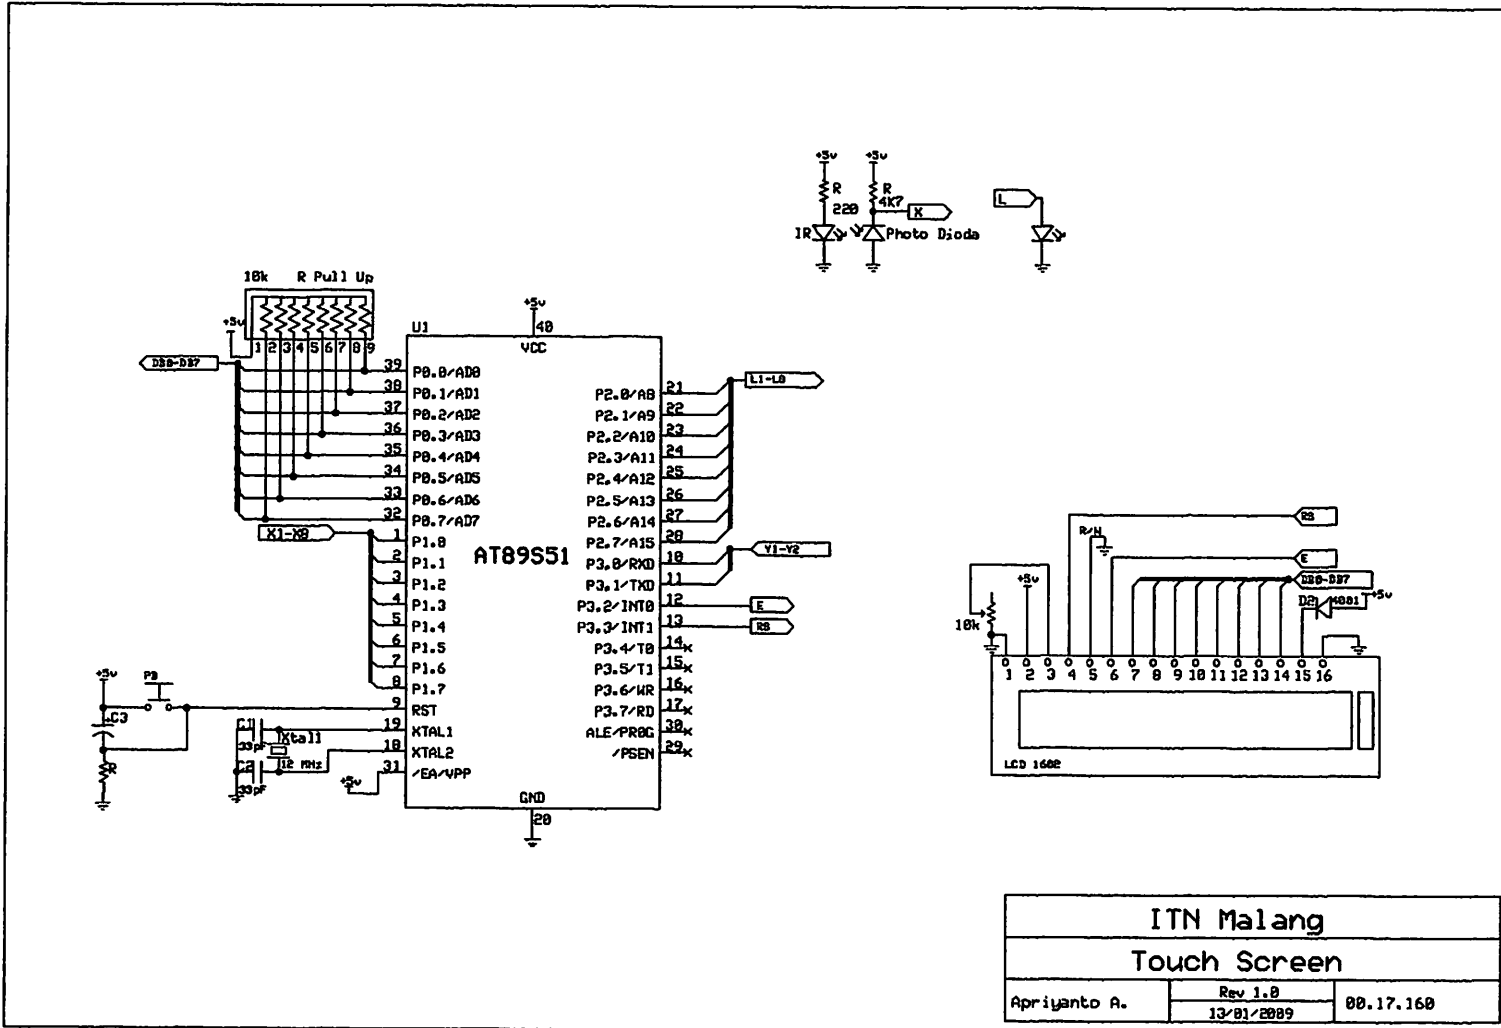 +5v +5v
R R
220 4K7
X
L
IR Photo Dioda
10k R Pull Up
+5v
1 2 3 4 5 6 7 8 9
DB0-DB7
U1
+5v
40
VCC
39 P0.0/AD0
38 P0.1/AD1
37 P0.2/AD2
36 P0.3/AD3
35 P0.4/AD4
34 P0.5/AD5
33 P0.6/AD6
32 P0.7/AD7
X1-X8
1 P1.0
2 P1.1
3 P1.2
4 P1.3
5 P1.4
6 P1.5
7 P1.6
8 P1.7
9 RST
19 XTAL1
18 XTAL2
31 /EA/VPP
AT89S51
P2.0/A8 21
P2.1/A9 22
P2.2/A10 23
P2.3/A11 24
P2.4/A12 25
P2.5/A13 26
P2.6/A14 27
P2.7/A15 28
P3.0/RXD 10
P3.1/TXD 11
P3.2/INT0 12
P3.3/INT1 13
P3.4/T0 14
P3.5/T1 15
P3.6/WR 16
P3.7/RD 17
ALE/PROG 30
/PSEN 29
GND
20
L1-L8
Y1-Y2
E
RS
+5v
PB
C3
R
C1
33pF
Xtal1
12 MHz
C2
33pF
+5v
RS
R/W
E
+5v
DB0-DB7
D2 4001 +5v
10k
1 2 3 4 5 6 7 8 9 10 11 12 13 14 15 16
LCD 1602
ITN Malang
Touch Screen
Apriyanto A.
Rev 1.0
13/01/2009
00.17.160